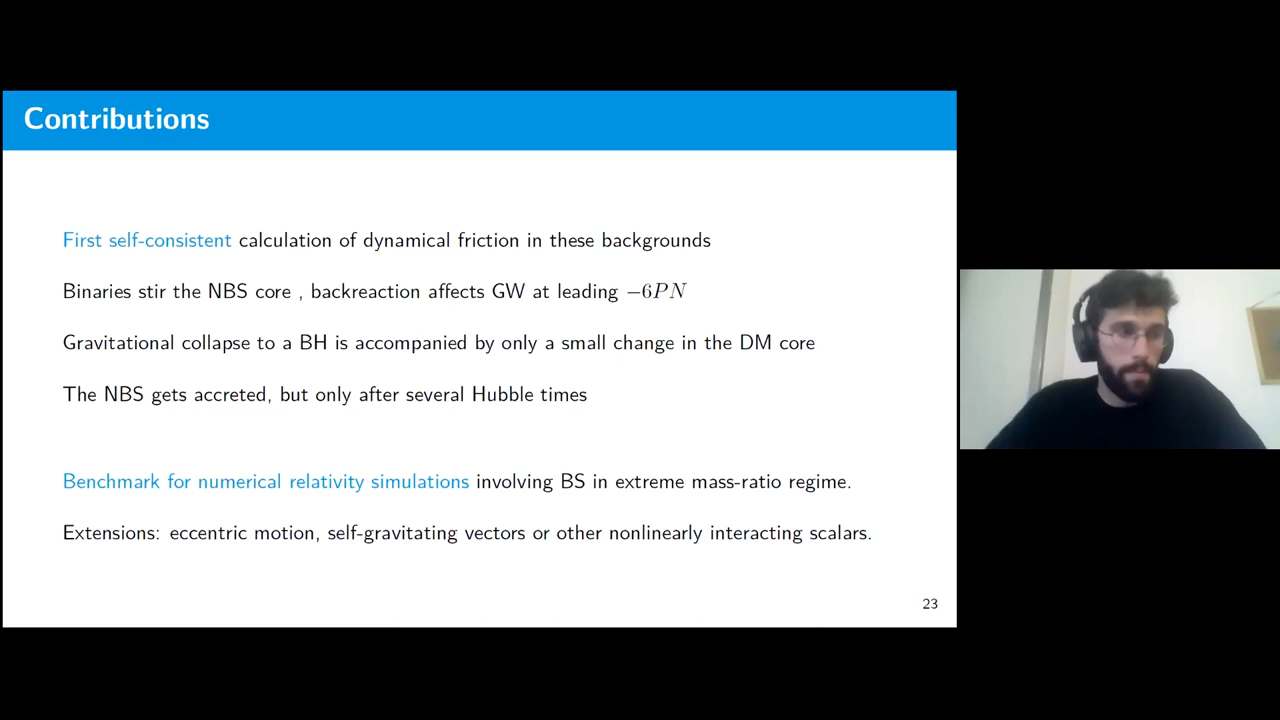 Contributions
First self-consistent calculation of dynamical friction in these backgrounds
Binaries stir the NBS core , backreaction affects GW at leading −6PN
Gravitational collapse to a BH is accompanied by only a small change in the DM core
The NBS gets accreted, but only after several Hubble times
Benchmark for numerical relativity simulations involving BS in extreme mass-ratio regime.
Extensions: eccentric motion, self-gravitating vectors or other nonlinearly interacting scalars.
23